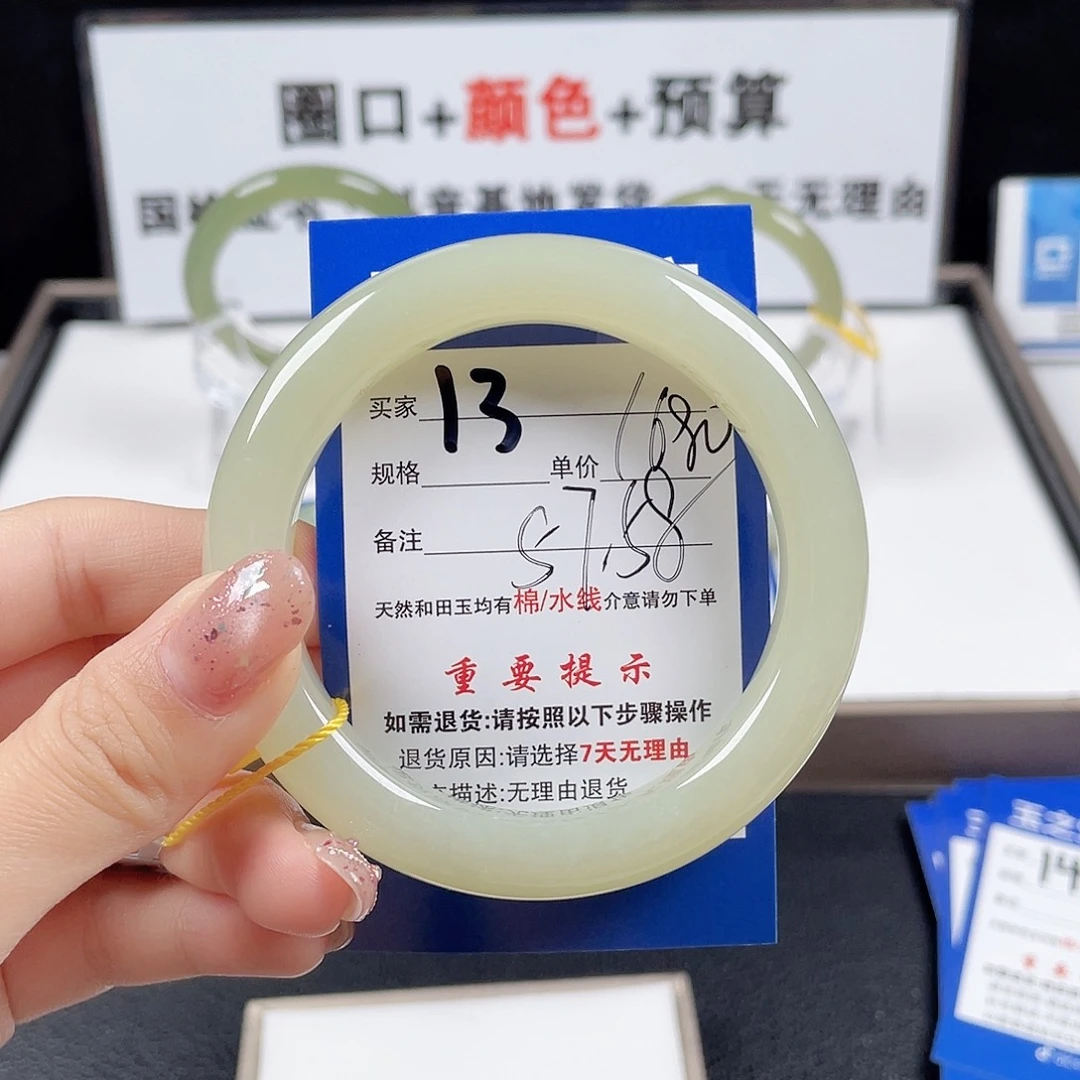 圈口+颜色+预算
无理由
买家 13
规格 单价 1680
备注 57.58
天然和田玉均有棉/水线介意请勿下单
重要提示
如需退货:请按照以下步骤操作
退货原因:请选择7天无理由
描述:无理由退货
玉之
14